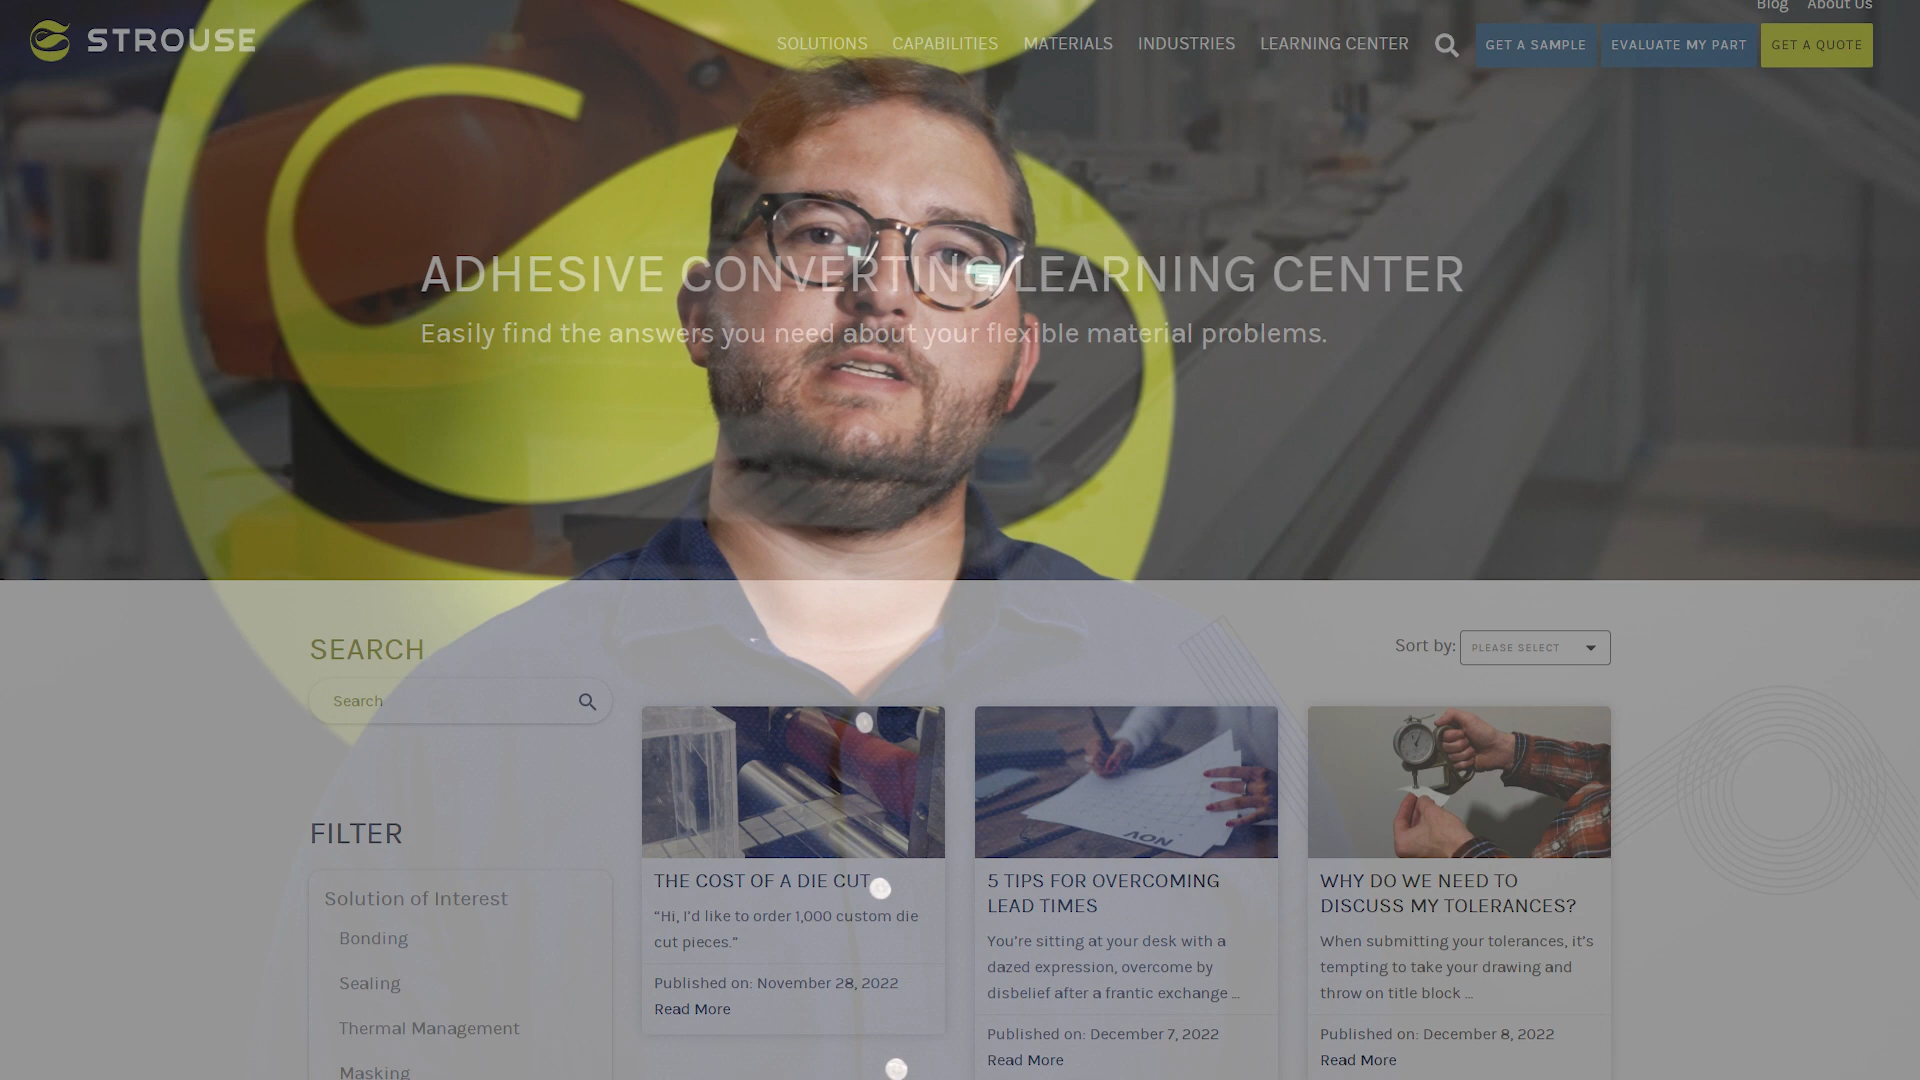 Blog About Us
STROUSE
SOLUTIONS CAPABILITIES MATERIALS INDUSTRIES LEARNING CENTER GET A SAMPLE EVALUATE MY PART GET A QUOTE
ADHESIVE CONVERTING LEARNING CENTER
Easily find the answers you need about your flexible material problems.
SEARCH
Search
Sort by: PLEASE SELECT
FILTER
Solution of Interest
Bonding
Sealing
Thermal Management
Masking
NOV
THE COST OF A DIE CUT
“Hi, I’d like to order 1,000 custom die
cut pieces.”
Published on: November 28, 2022
Read More
5 TIPS FOR OVERCOMING
LEAD TIMES
You’re sitting at your desk with a
dazed expression, overcome by
disbelief after a frantic exchange ...
Published on: December 7, 2022
Read More
WHY DO WE NEED TO
DISCUSS MY TOLERANCES?
When submitting your tolerances, it’s
tempting to take your drawing and
throw on title block ...
Published on: December 8, 2022
Read More